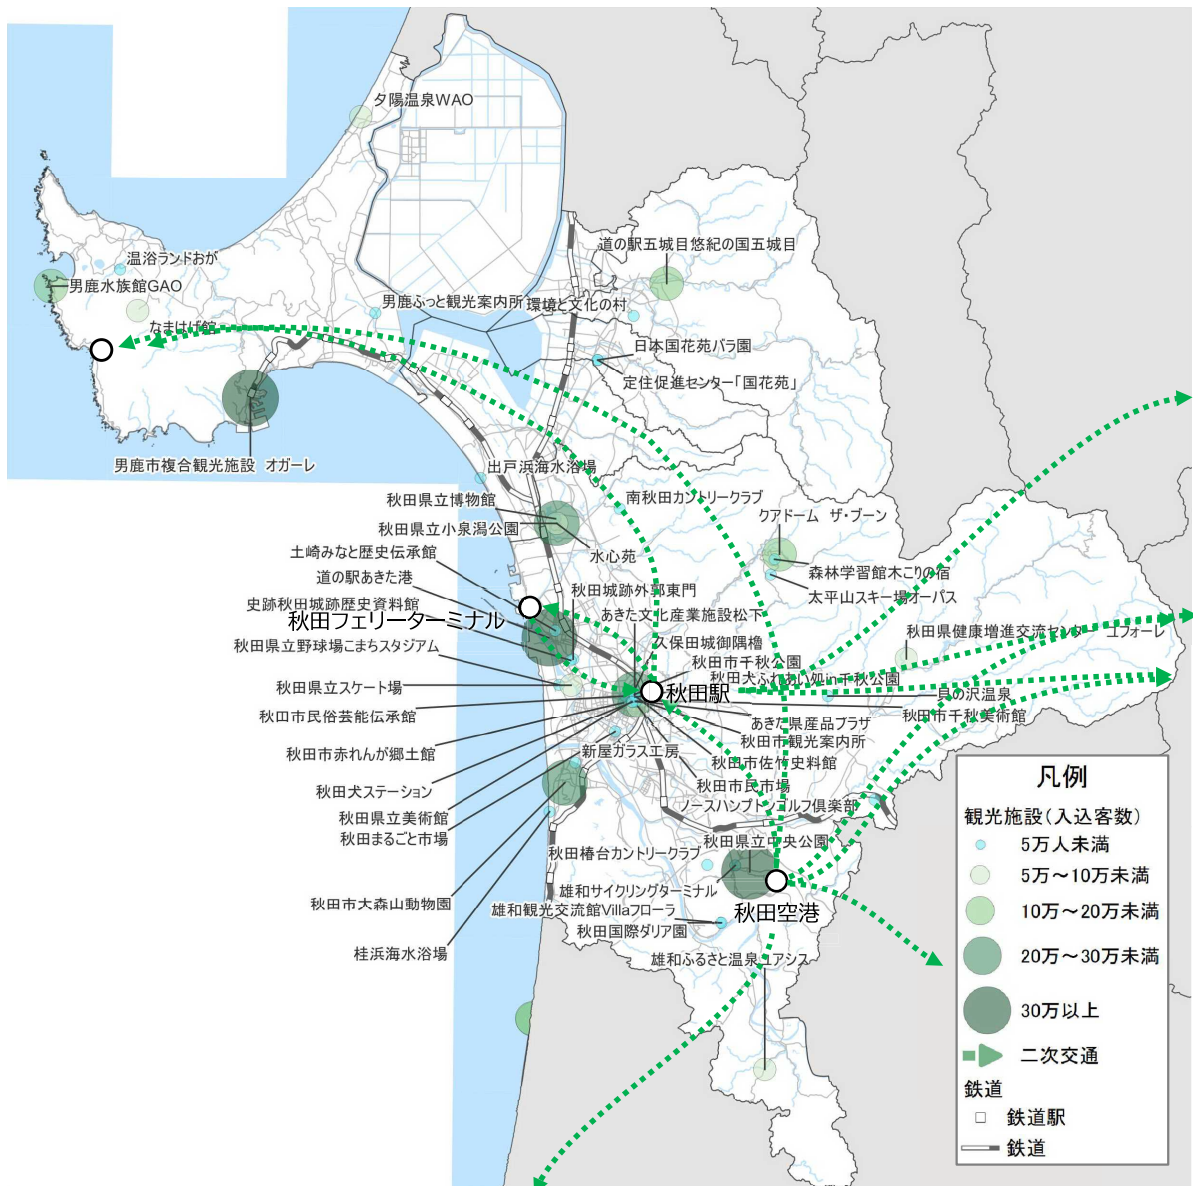 夕陽温泉WAO
道の駅五城目悠紀の国五城目
温浴ランドおが
男鹿水族館GAO
男鹿ふっと観光案内所
環境と文化の村
なまはげ館
日本国花苑バラ園
定住促進センター「国花苑」
男鹿市複合観光施設 オガーレ
出戸浜海水浴場
秋田県立博物館
南秋田カントリークラブ
クアドーム ザ・ブーン
秋田県立小泉潟公園
水心苑
土崎みなと歴史伝承館
森林学習館木こりの宿
道の駅あきた港
秋田城跡外郭東門
太平山スキー場オーパス
史跡秋田城跡歴史資料館
あきた文化産業施設松下
秋田フェリーターミナル
秋田県健康増進交流センター ユフォーレ
秋田県立野球場こまちスタジアム
久保田城御隅櫓
秋田市千秋公園
秋田犬ふれあい処in千秋公園
秋田県立スケート場
秋田駅
貝の沢温泉
秋田市民俗芸能伝承館
秋田市千秋美術館
あきた県産品プラザ
秋田市観光案内所
秋田市赤れんが郷土館
新屋ガラス工房
秋田市佐竹史料館
秋田犬ステーション
秋田市民市場
秋田県立美術館
ノースハンプトンゴルフ倶楽部
秋田まるごと市場
秋田県立中央公園
秋田椿台カントリークラブ
雄和サイクリングターミナル
秋田市大森山動物園
雄和観光交流館Villaフローラ
秋田空港
秋田国際ダリア園
桂浜海水浴場
雄和ふるさと温泉ユアシス
凡例
観光施設(入込客数)
5万人未満
5万~10万未満
10万~20万未満
20万~30万未満
30万以上
二次交通
鉄道
鉄道駅
鉄道